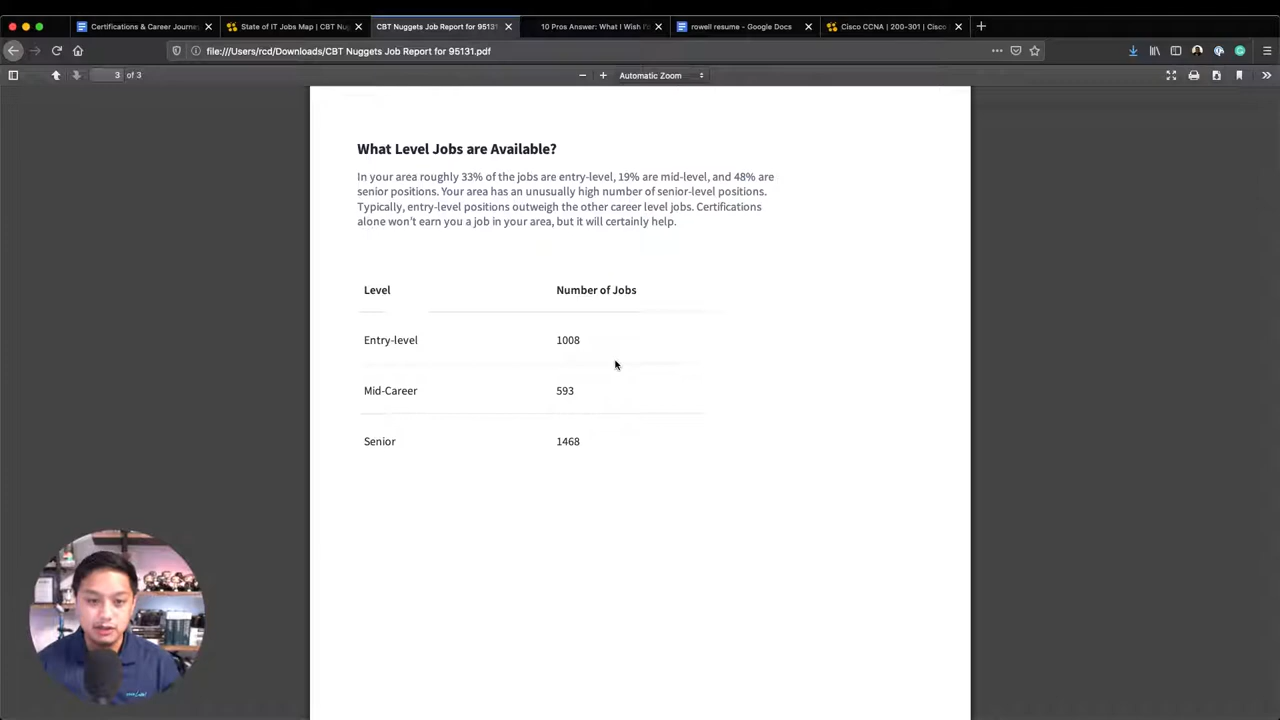 Certifications & Career Journey
State of IT Jobs Map | CBT Nug
CBT Nuggets Job Report for 95131
10 Pros Answer: What I Wish I'
rowell resume - Google Docs
Cisco CCNA | 200-301 | Cisco
file:///Users/rcd/Downloads/CBT Nuggets Job Report for 95131.pdf
3 of 3
Automatic Zoom
What Level Jobs are Available?
In your area roughly 33% of the jobs are entry-level, 19% are mid-level, and 48% are
senior positions. Your area has an unusually high number of senior-level positions.
Typically, entry-level positions outweigh the other career level jobs. Certifications
alone won't earn you a job in your area, but it will certainly help.
Level Number of Jobs
Entry-level 1008
Mid-Career 593
Senior 1468